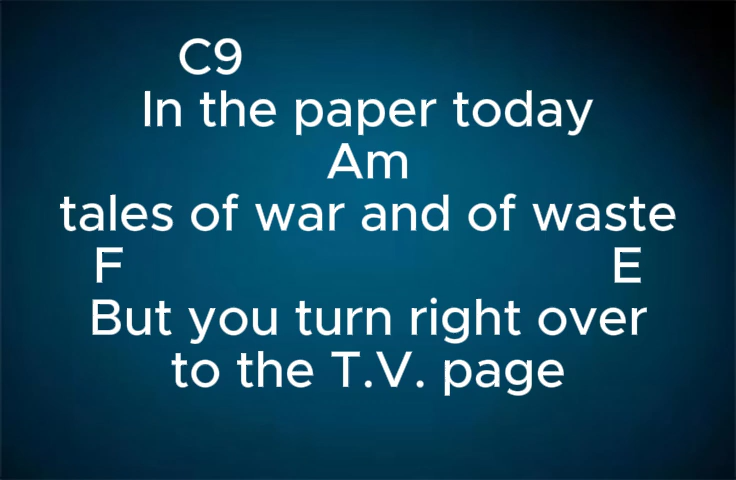 C9
In the paper today
Am
tales of war and of waste
F E
But you turn right over
to the T.V. page